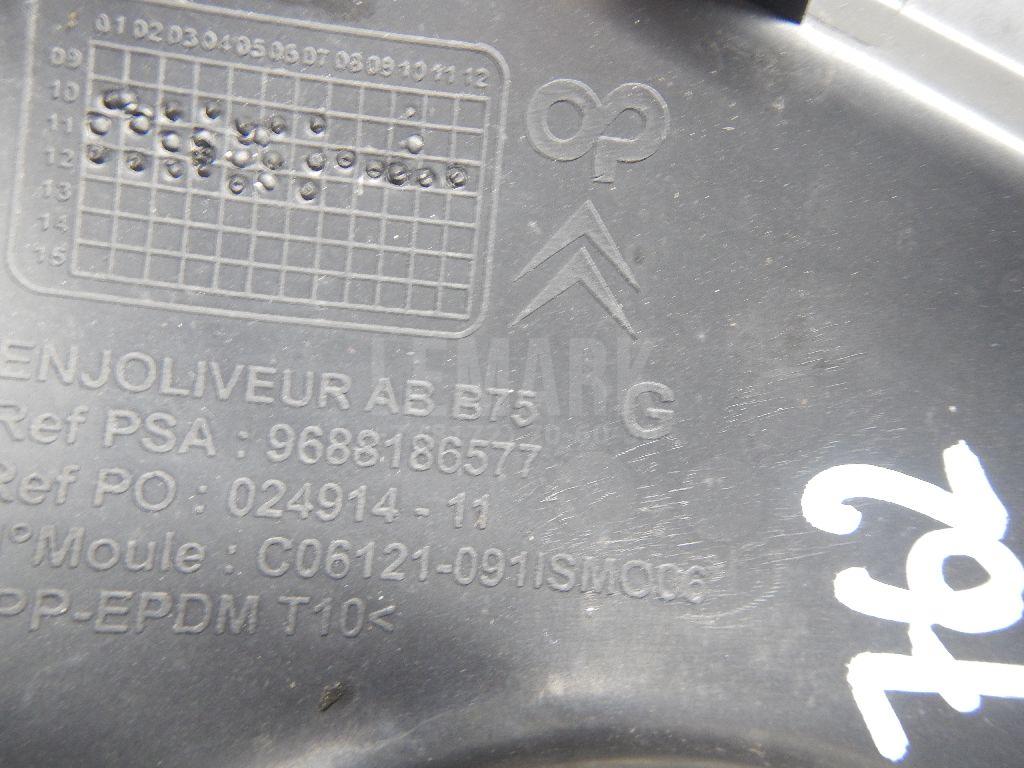 01 02 03 04 05 06 07 08 09 10 11 12
09
10
11
12
13
14
15
OP
ENJOLIVEUR AB B75
G
Ref PSA : 9688186577
Ref PO : 024914 - 11
N°Moule : C06121-091ISMC06
PP-EPDM T10<